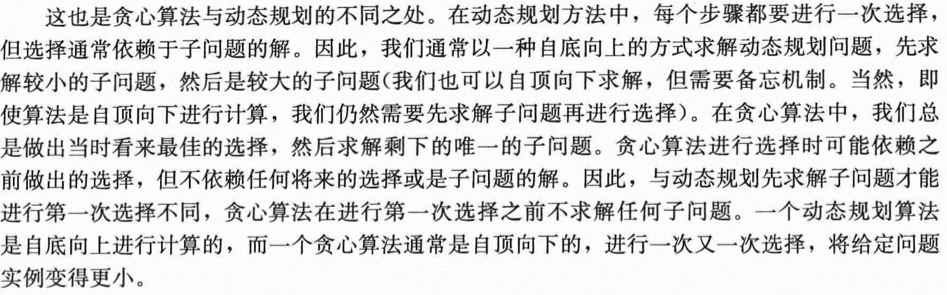 这也是贪心算法与动态规划的不同之处。在动态规划方法中，每个步骤都要进行一次选择，
但选择通常依赖于子问题的解。因此，我们通常以一种自底向上的方式求解动态规划问题，先求
解较小的子问题，然后是较大的子问题(我们也可以自顶向下求解，但需要备忘机制。当然，即
使算法是自顶向下进行计算，我们仍然需要先求解子问题再进行选择)。在贪心算法中，我们总
是做出当时看来最佳的选择，然后求解剩下的唯一的子问题。贪心算法进行选择时可能依赖之
前做出的选择，但不依赖任何将来的选择或是子问题的解。因此，与动态规划先求解子问题才能
进行第一次选择不同，贪心算法在进行第一次选择之前不求解任何子问题。一个动态规划算法
是自底向上进行计算的，而一个贪心算法通常是自顶向下的，进行一次又一次选择，将给定问题
实例变得更小。